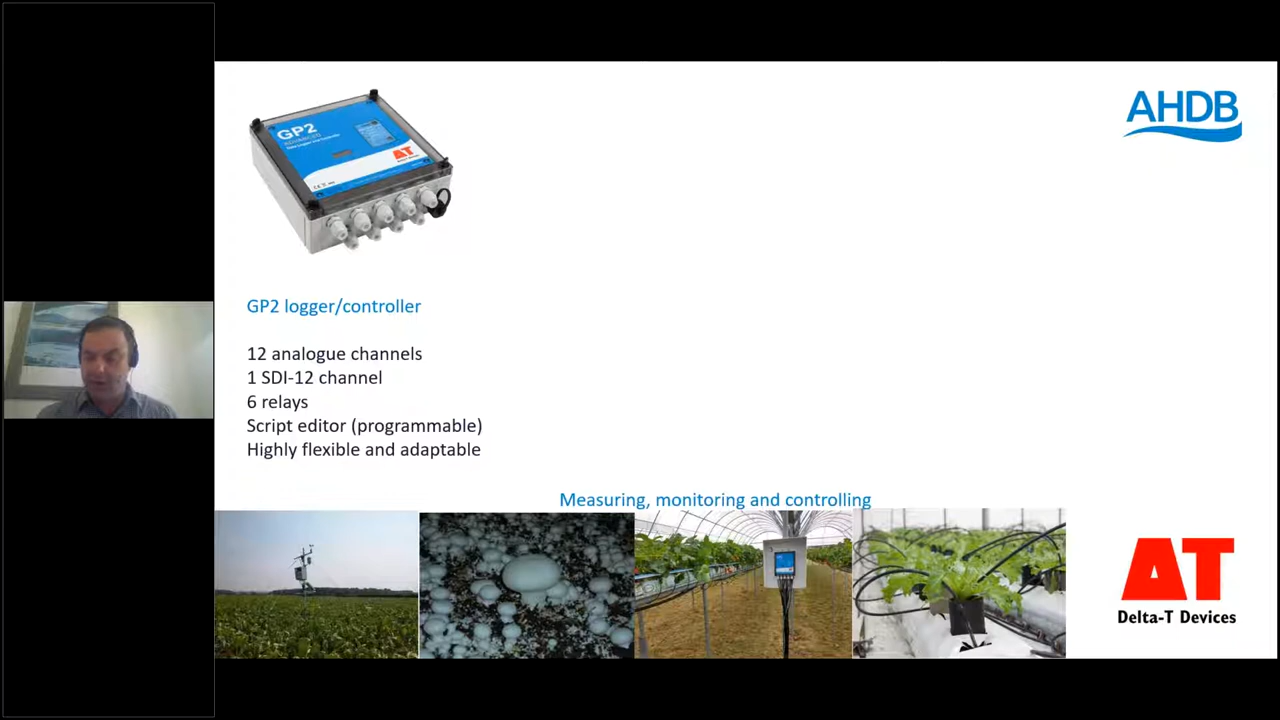 GP2
AT
AHDB
GP2 logger/controller
12 analogue channels
1 SDI-12 channel
6 relays
Script editor (programmable)
Highly flexible and adaptable
Measuring, monitoring and controlling
AT
Delta-T Devices